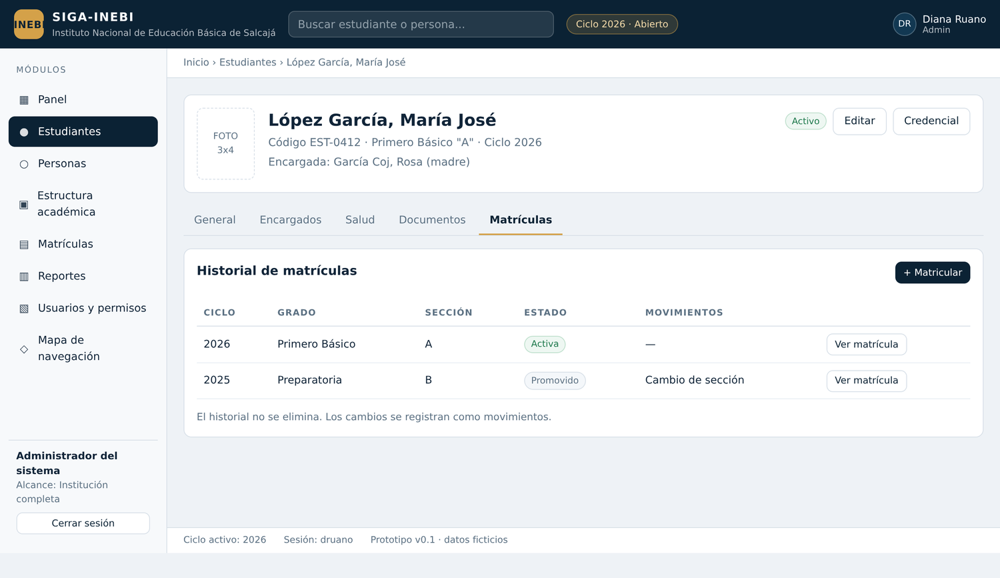 INEBI
SIGA-INEBI
Instituto Nacional de Educación Básica de Salcajá
Buscar estudiante o persona...
Ciclo 2026 · Abierto
DR
Diana Ruano
Admin
MÓDULOS
Panel
Estudiantes
Personas
Estructura
académica
Matrículas
Reportes
Usuarios y permisos
Mapa de
navegación
Administrador del
sistema
Alcance: Institución
completa
Cerrar sesión
Inicio › Estudiantes › López García, María José
FOTO
3x4
López García, María José
Código EST-0412 · Primero Básico "A" · Ciclo 2026
Encargada: García Coj, Rosa (madre)
Activo
Editar
Credencial
General Encargados Salud Documentos Matrículas
Historial de matrículas
+ Matricular
CICLO GRADO SECCIÓN ESTADO MOVIMIENTOS
2026 Primero Básico A Activa — Ver matrícula
2025 Preparatoria B Promovido Cambio de sección Ver matrícula
El historial no se elimina. Los cambios se registran como movimientos.
Ciclo activo: 2026 Sesión: druano Prototipo v0.1 · datos ficticios